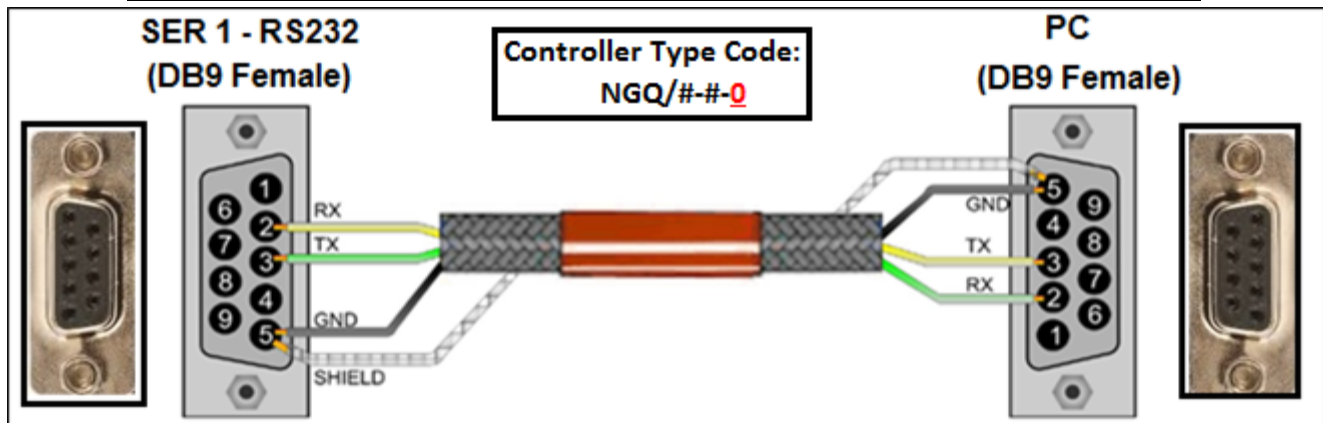 SER 1 - RS232
(DB9 Female)
Controller Type Code:
NGQ/#-#-0
PC
(DB9 Female)
1
6
2
7
3
8
4
9
5
RX
TX
GND
SHIELD
GND
TX
RX
5
9
4
8
3
7
2
6
1